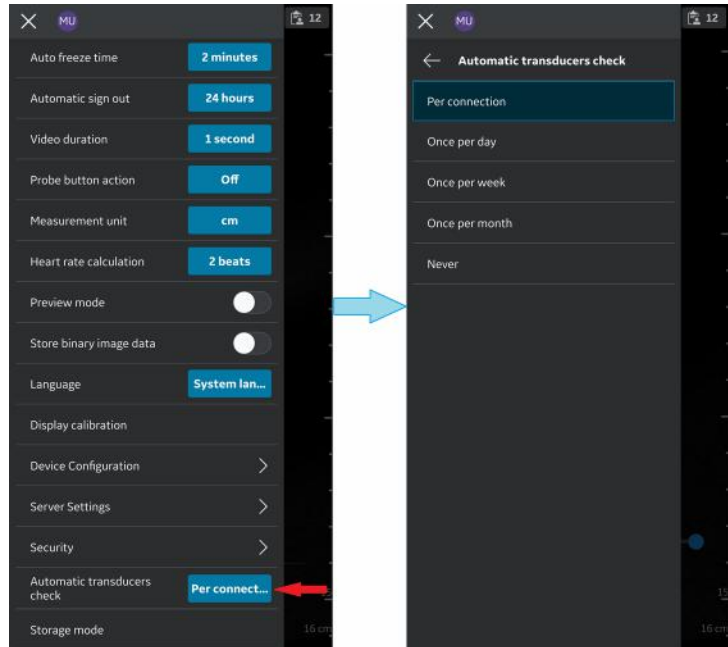 MU
12
Auto freeze time 2 minutes
Automatic sign out 24 hours
Video duration 1 second
Probe button action Off
Measurement unit cm
Heart rate calculation 2 beats
Preview mode
Store binary image data
Language System lan...
Display calibration
Device Configuration
Server Settings
Security
Automatic transducers
check Per connect...
15
Storage mode
16 cm
MU
12
Automatic transducers check
Per connection
Once per day
Once per week
Once per month
Never
15
16 cm